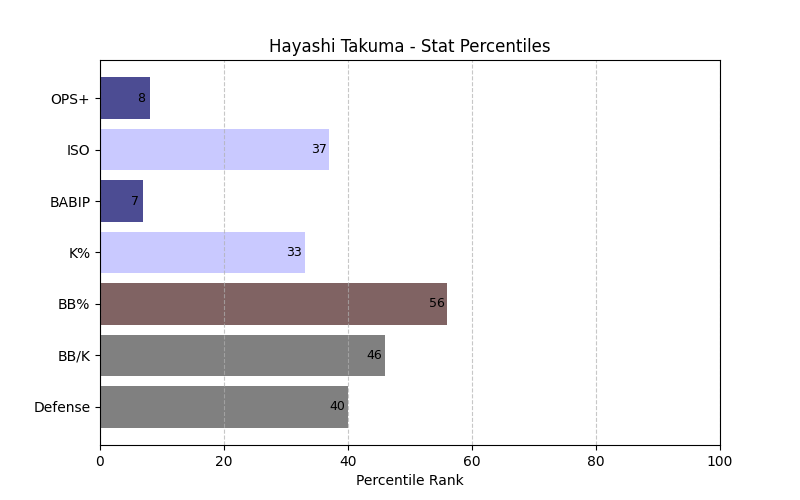 Hayashi Takuma - Stat Percentiles
OPS+ 8
ISO 37
BABIP 7
K% 33
BB% 56
BB/K 46
Defense 40
0 20 40 60 80 100
Percentile Rank